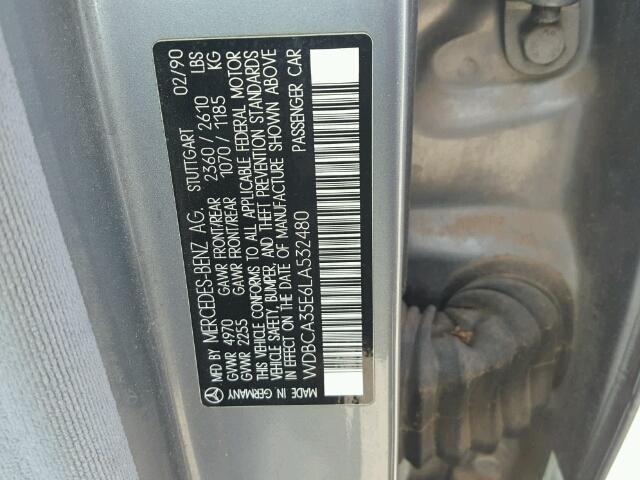 MFD. BY MERCEDES-BENZ AG. STUTTGART 02/90
GVWR 4970 GAWR FRONT/REAR 2360 / 2610 LBS
GVWR 2255 GAWR FRONT/REAR 1070 / 1185 KG
THIS VEHICLE CONFORMS TO ALL APPLICABLE FEDERAL MOTOR
VEHICLE SAFETY, BUMPER, AND THEFT PREVENTION STANDARDS
IN EFFECT ON THE DATE OF MANUFACTURE SHOWN ABOVE
WDBCA35E6LA532480 PASSENGER CAR
MADE IN GERMANY